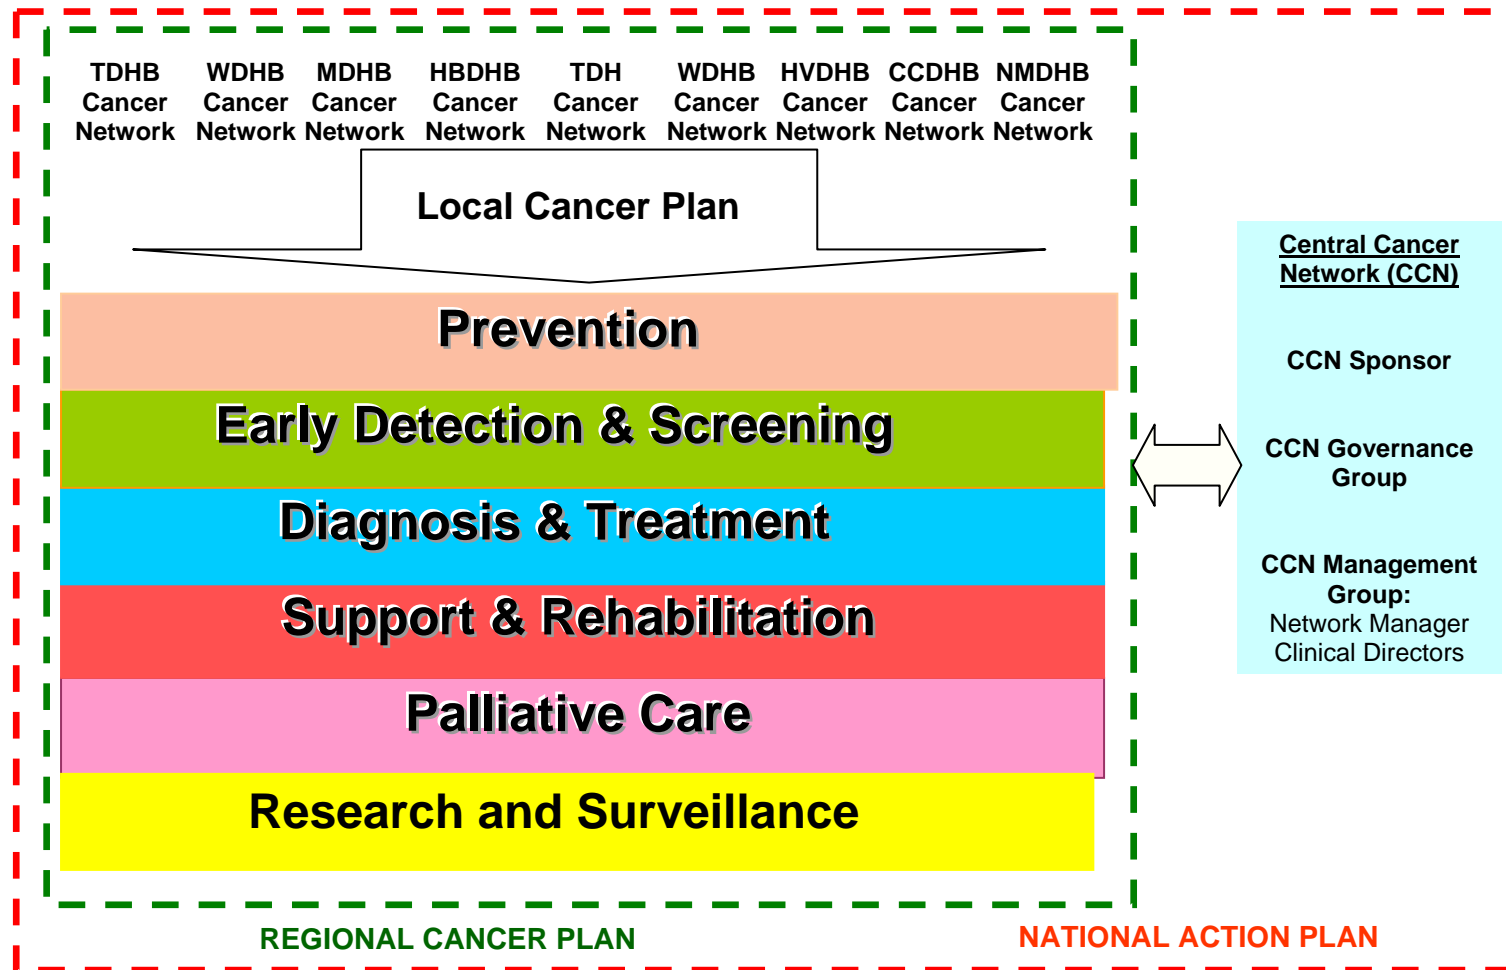 TDHB WDHB MDHB HBDHB TDH WDHB HVDHB CCDHB NMDHB
Cancer Cancer Cancer Cancer Cancer Cancer Cancer Cancer Cancer
Network Network Network Network Network Network Network Network Network
Local Cancer Plan
Prevention
Early Detection & Screening
Diagnosis & Treatment
Support & Rehabilitation
Palliative Care
Research and Surveillance
Central Cancer
Network (CCN)
CCN Sponsor
CCN Governance
Group
CCN Management
Group:
Network Manager
Clinical Directors
REGIONAL CANCER PLAN
NATIONAL ACTION PLAN